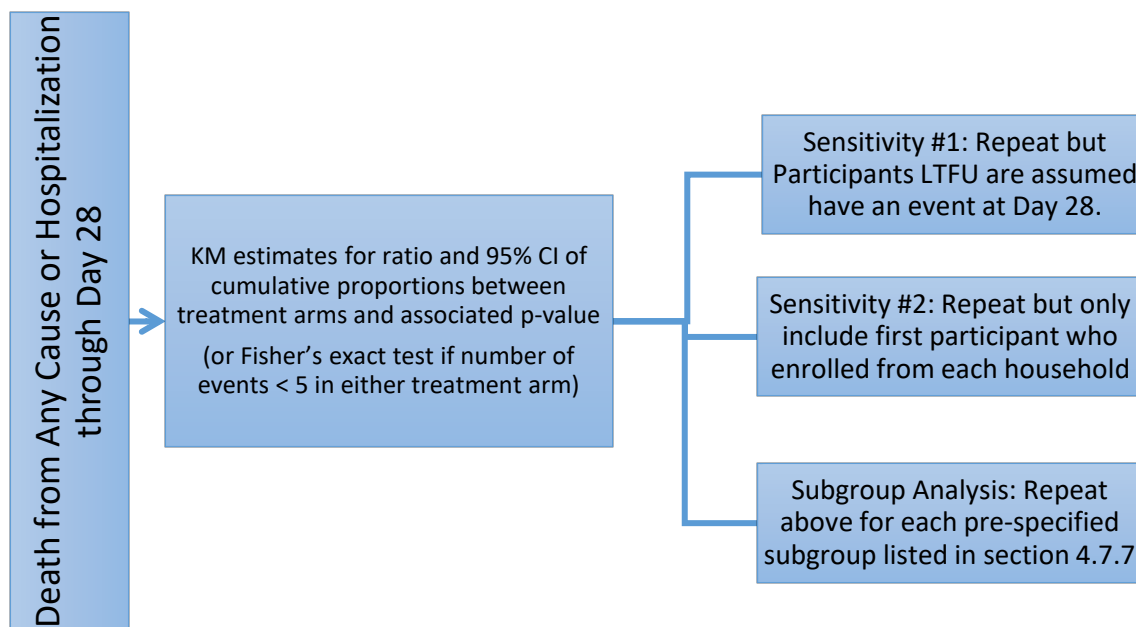 Death from Any Cause or Hospitalization
through Day 28
KM estimates for ratio and 95% CI of
cumulative proportions between
treatment arms and associated p-value
(or Fisher's exact test if number of
events < 5 in either treatment arm)
Sensitivity #1: Repeat but
Participants LTFU are assumed
have an event at Day 28.
Sensitivity #2: Repeat but only
include first participant who
enrolled from each household
Subgroup Analysis: Repeat
above for each pre-specified
subgroup listed in section 4.7.7